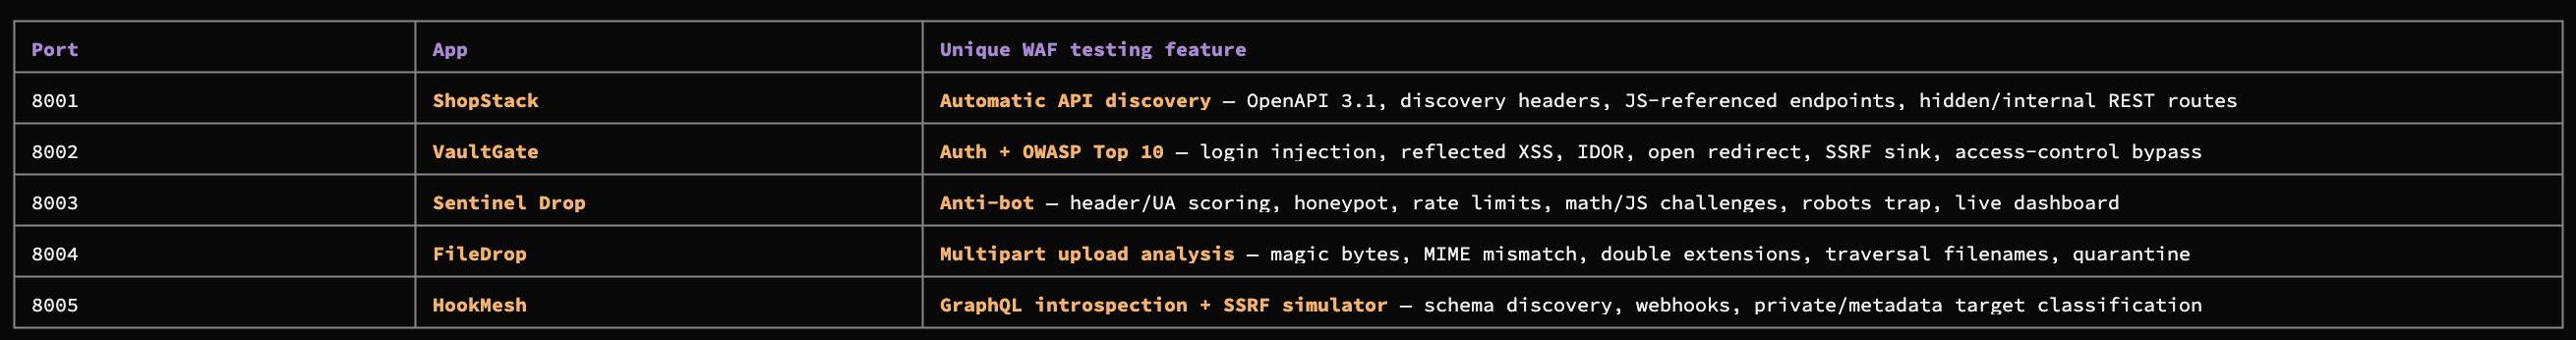 Port App Unique WAF testing feature
8001 ShopStack Automatic API discovery — OpenAPI 3.1, discovery headers, JS-referenced endpoints, hidden/internal REST routes
8002 VaultGate Auth + OWASP Top 10 — login injection, reflected XSS, IDOR, open redirect, SSRF sink, access-control bypass
8003 Sentinel Drop Anti-bot — header/UA scoring, honeypot, rate limits, math/JS challenges, robots trap, live dashboard
8004 FileDrop Multipart upload analysis — magic bytes, MIME mismatch, double extensions, traversal filenames, quarantine
8005 HookMesh GraphQL introspection + SSRF simulator — schema discovery, webhooks, private/metadata target classification